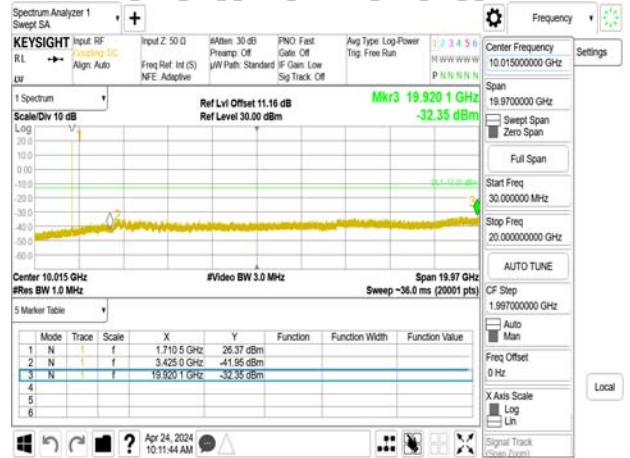 Spectrum Analyzer 1
Swept SA
Frequency
KEYSIGHT
Input: RF
Coupling: DC
Align: Auto
Input Z: 50 Ω
Freq Ref: Int (S)
NFE: Adaptive
#Atten: 30 dB
Preamp: Off
µW Path: Standard
PNO: Fast
Gate: Off
IF Gain: Low
Sig Track: Off
Avg Type: Log-Power
Trig: Free Run
1 2 3 4 5 6
M W W W W W
P N N N N N
RL
Center Frequency
10.015000000 GHz
Settings
Span
19.9700000 GHz
Swept Span
Zero Span
Full Span
Start Freq
30.000000 MHz
Stop Freq
20.000000000 GHz
AUTO TUNE
CF Step
1.997000000 GHz
Auto
Man
Freq Offset
0 Hz
X Axis Scale
Log
Lin
Signal Track
(Span Zoom)
Local
1 Spectrum
Scale/Div 10 dB
Log
Ref Lvl Offset 11.16 dB
Ref Level 30.00 dBm
Mkr3 19.920 1 GHz
-32.35 dBm
20.0
10.0
0.00
-10.0
-20.0
-30.0
-40.0
-50.0
-60.0
1
2
3
Center 10.015 GHz
#Res BW 1.0 MHz
#Video BW 3.0 MHz
Span 19.97 GHz
Sweep ~36.0 ms (20001 pts)
5 Marker Table
Mode Trace Scale X Y Function Function Width Function Value
1 N 1 f 1.710 5 GHz 26.37 dBm
2 N 1 f 3.425 0 GHz -41.95 dBm
3 N 1 f 19.920 1 GHz -32.35 dBm
4
5
6
?
Apr 24, 2024
10:11:44 AM